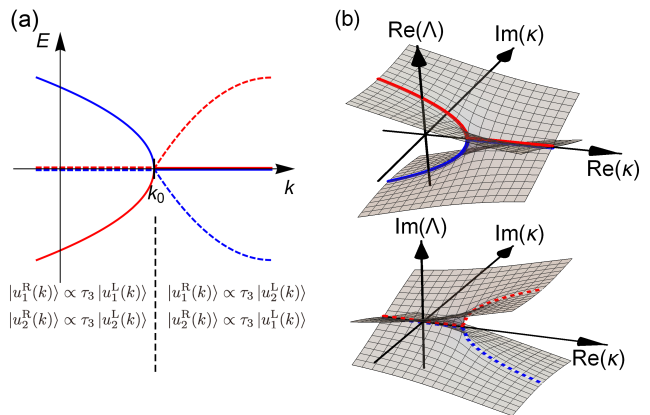 (a)
E
k
k₀
|u₁ᴿ(k)⟩ ∝ τ₃ |u₁ᴸ(k)⟩ |u₁ᴿ(k)⟩ ∝ τ₃ |u₂ᴸ(k)⟩
|u₂ᴿ(k)⟩ ∝ τ₃ |u₂ᴸ(k)⟩ |u₂ᴿ(k)⟩ ∝ τ₃ |u₁ᴸ(k)⟩
(b)
Re(Λ)
Im(κ)
Re(κ)
Im(Λ)
Im(κ)
Re(κ)